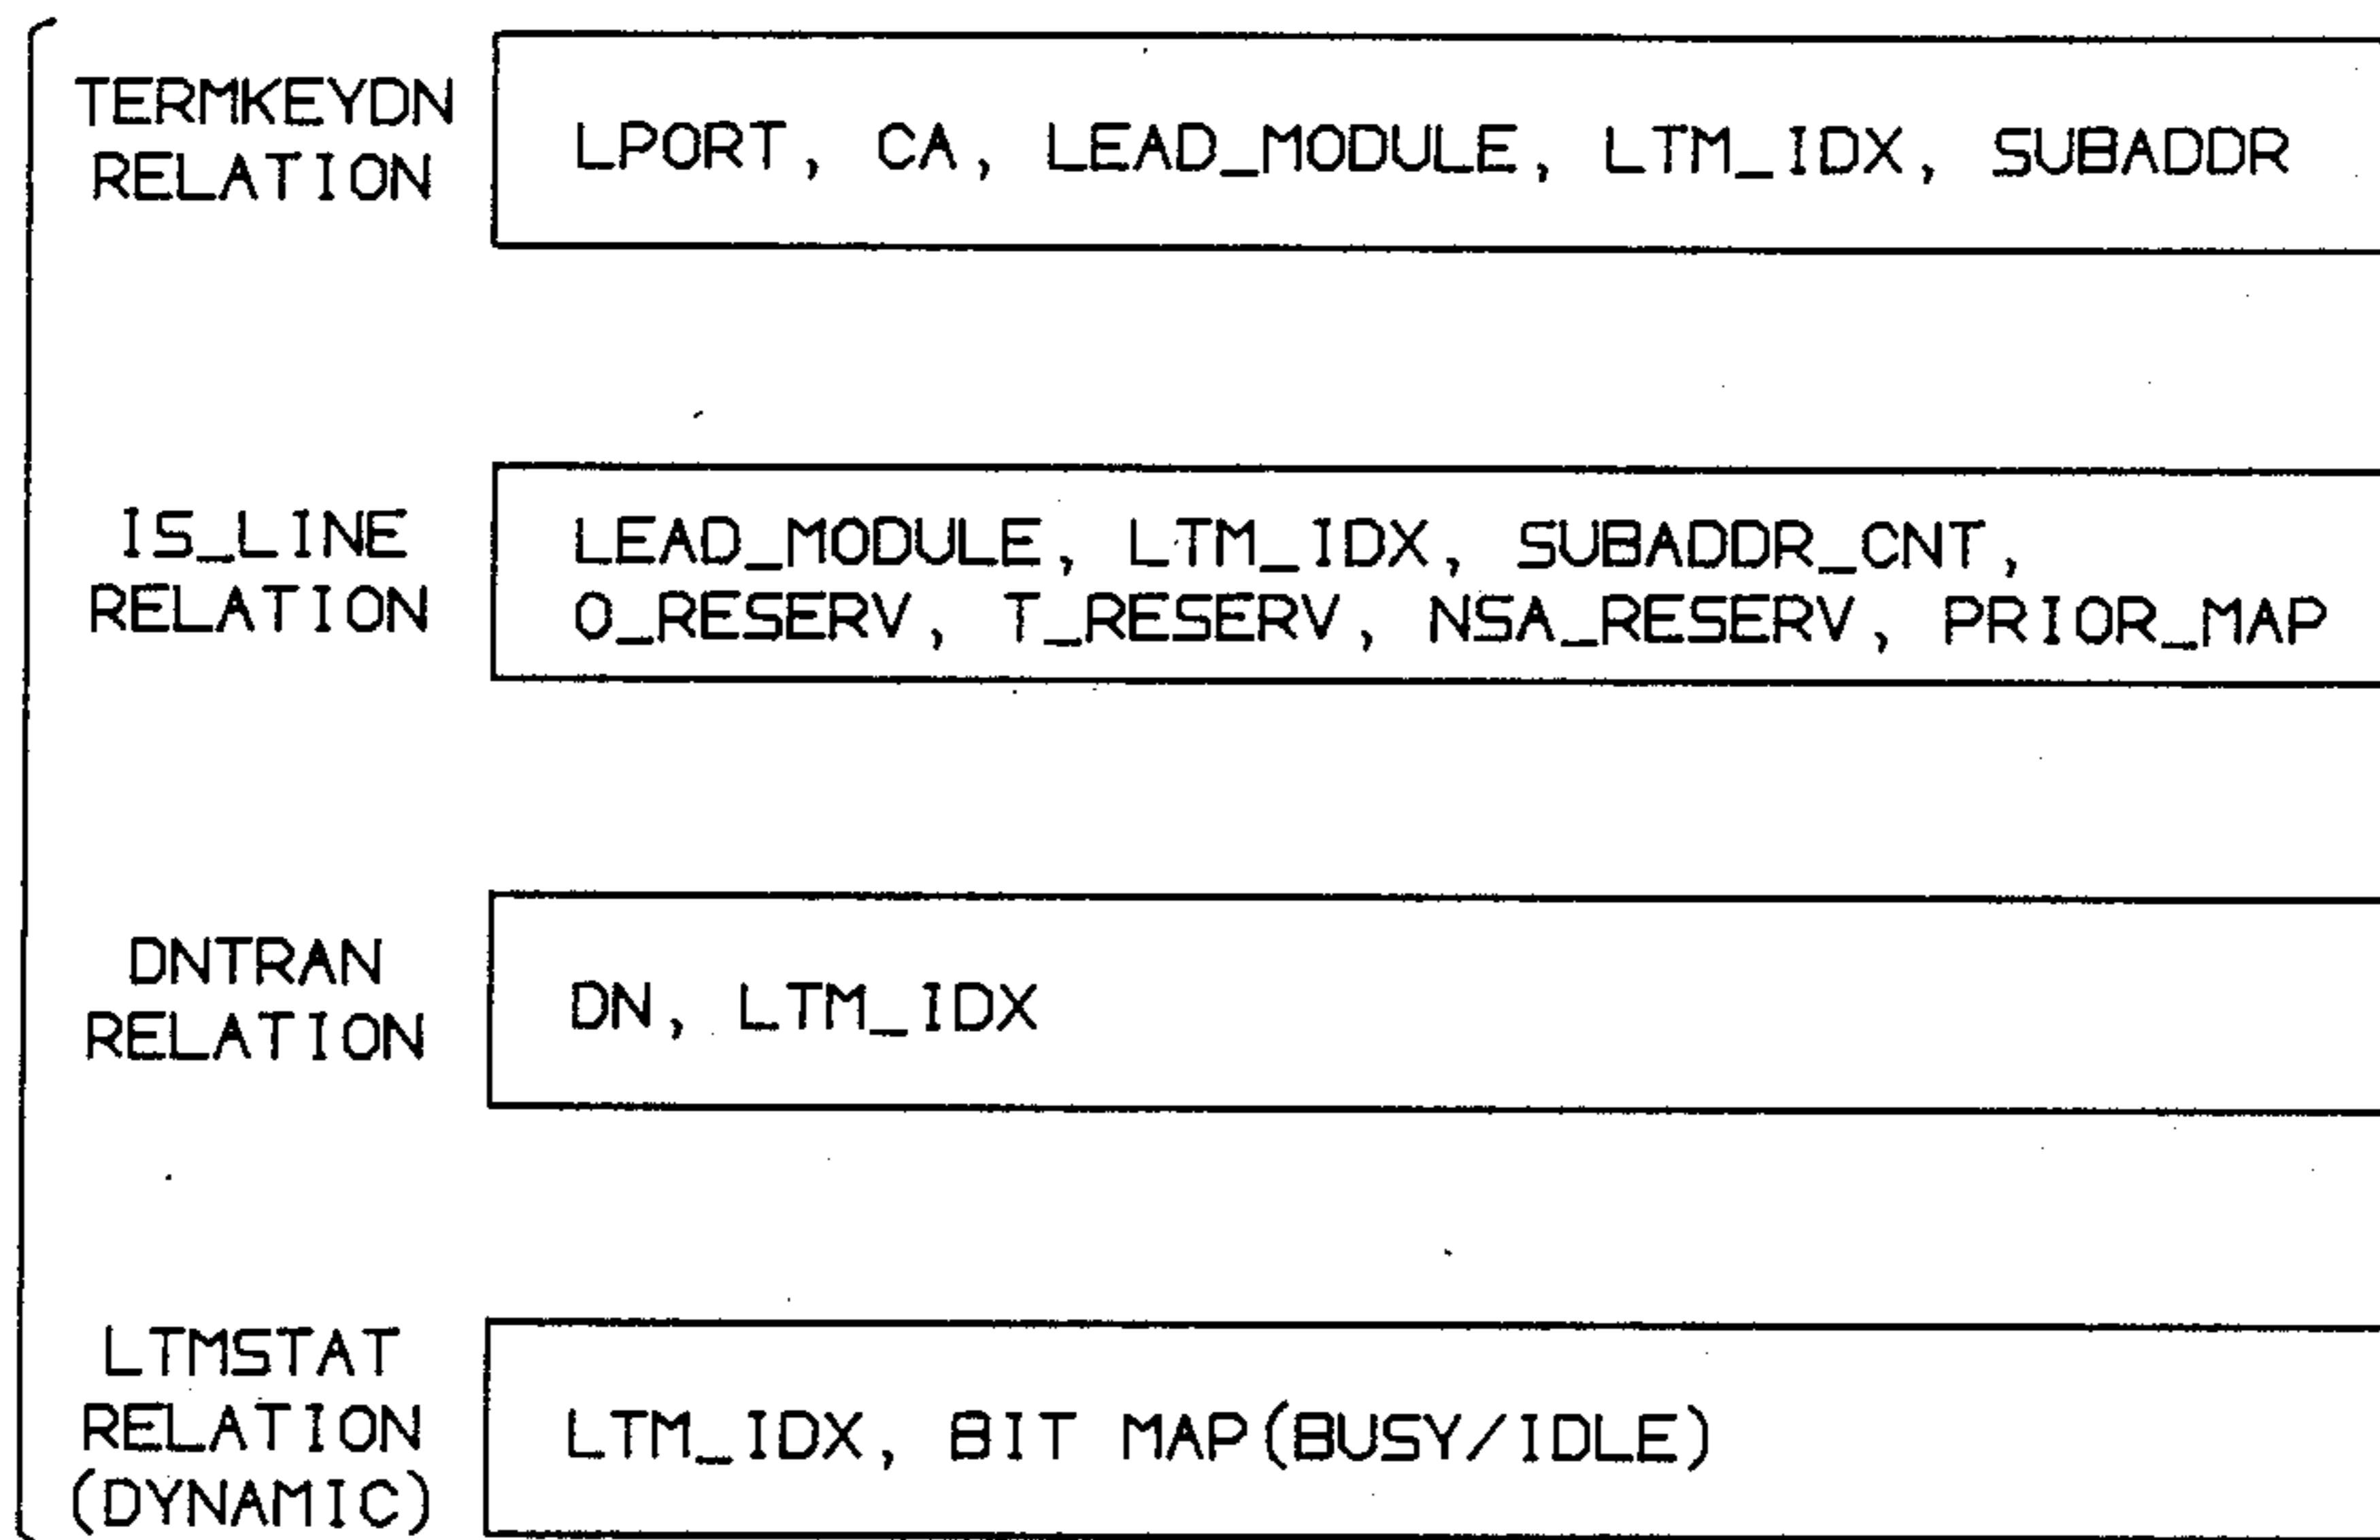 TERMKEYDN
RELATION
LPORT, CA, LEAD_MODULE, LTM_IDX, SUBADDR
IS_LINE
RELATION
LEAD_MODULE, LTM_IDX, SUBADDR_CNT,
O_RESERV, T_RESERV, NSA_RESERV, PRIOR_MAP
DNTRAN
RELATION
DN, LTM_IDX
LTMSTAT
RELATION
(DYNAMIC)
LTM_IDX, BIT MAP(BUSY/IDLE)